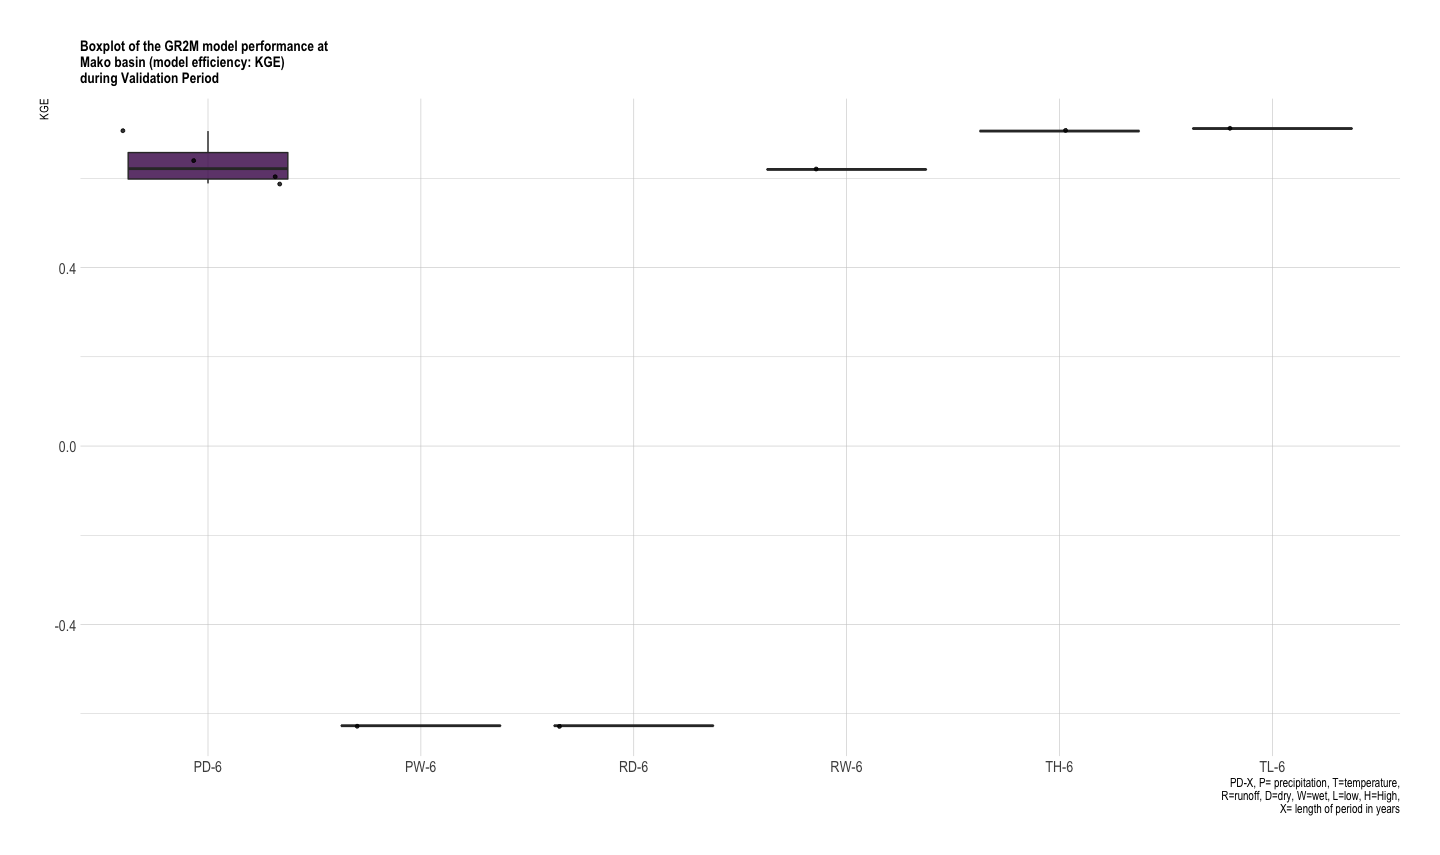 Boxplot of the GR2M model performance at
Mako basin (model efficiency: KGE)
during Validation Period
KGE
0.4
0.0
-0.4
PD-6 PW-6 RD-6 RW-6 TH-6 TL-6
PD-X, P= precipitation, T=temperature,
R=runoff, D=dry, W=wet, L=low, H=High,
X= length of period in years